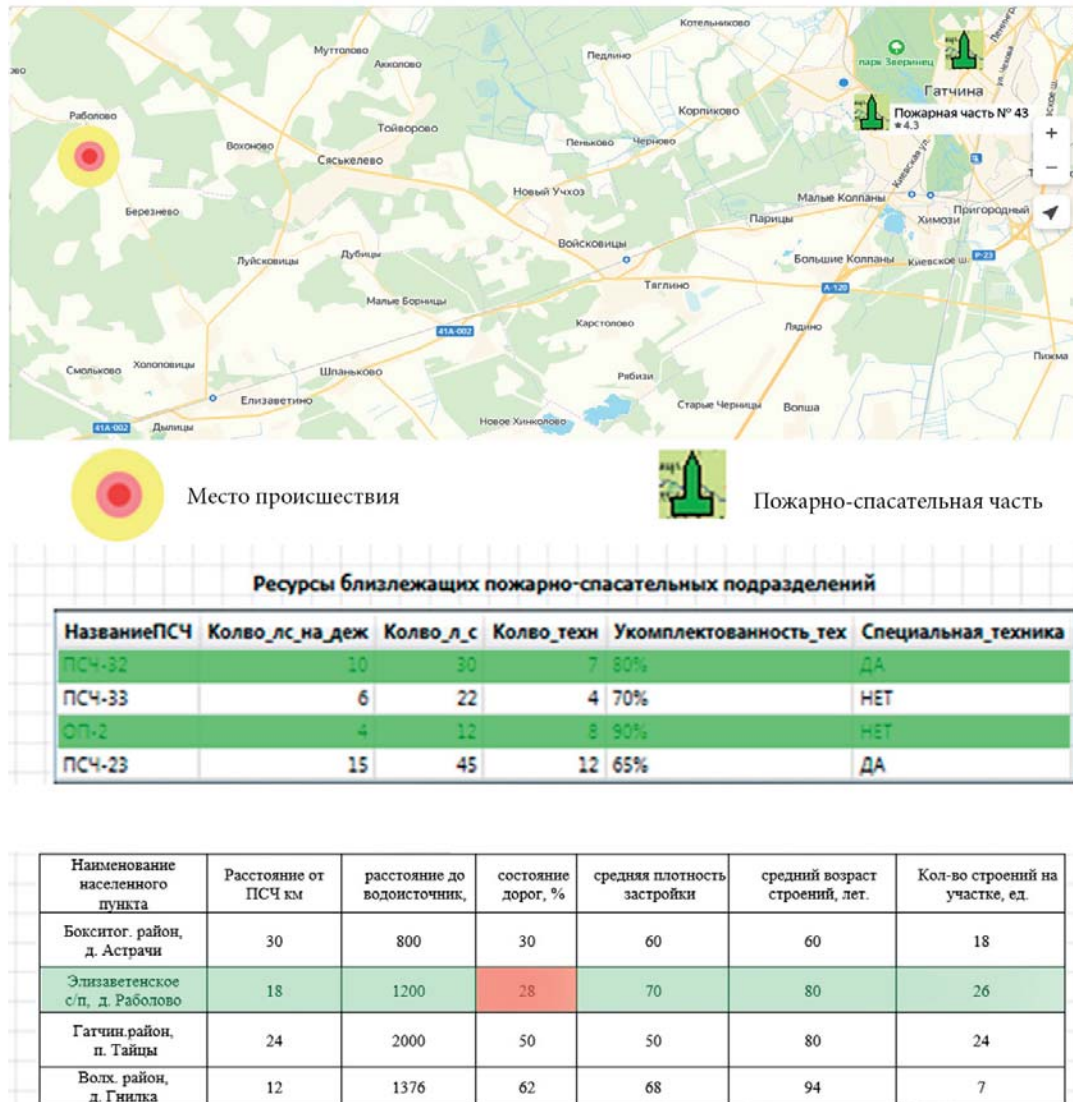 Котельниково
Муттолово
Педлино
Акколово
парк Зверинец
Гатчина
Раболово
Корпиково
Пожарная часть № 43
★4.3
Тойворово
Пеньково Черново
Вохоново
Сяськелево
Киевская ул.
Новый Учхоз
Малые Колпаны
Березнево
Парицы
Химози
Пригородный
Войсковицы
Луйсковицы
Дубицы
Большие Колпаны
Киевское ш.
Р-23
Тяглино
А-120
Малые Борницы
Карстолово
Лядино
41А-002
Пижма
Смольково
Холоповицы
Шпаньково
Рябизи
Елизаветино
Старые Черницы
Вопша
41А-002
Дылицы
Новое Хинколово
Место происшествия
Пожарно-спасательная часть
Ресурсы близлежащих пожарно-спасательных подразделений
НазваниеПСЧ Колво_лс_на_деж Колво_л_с Колво_техн Укомплектованность_тех Специальная_техника
ПСЧ-32 10 30 7 80% ДА
ПСЧ-33 6 22 4 70% НЕТ
ОП-2 4 12 8 90% НЕТ
ПСЧ-23 15 45 12 65% ДА
Наименование
населенного
пункта
Расстояние от
ПСЧ км
расстояние до
водоисточник,
состояние
дорог, %
средняя плотность
застройки
средний возраст
строений, лет.
Кол-во строений на
участке, ед.
Бокситог. район,
д. Астрачи
30 800 30 60 60 18
Элизаветенское
с/п, д. Раболово
18 1200 28 70 80 26
Гатчин.район,
п. Тайцы
24 2000 50 50 80 24
Волх. район,
д. Гнилка
12 1376 62 68 94 7